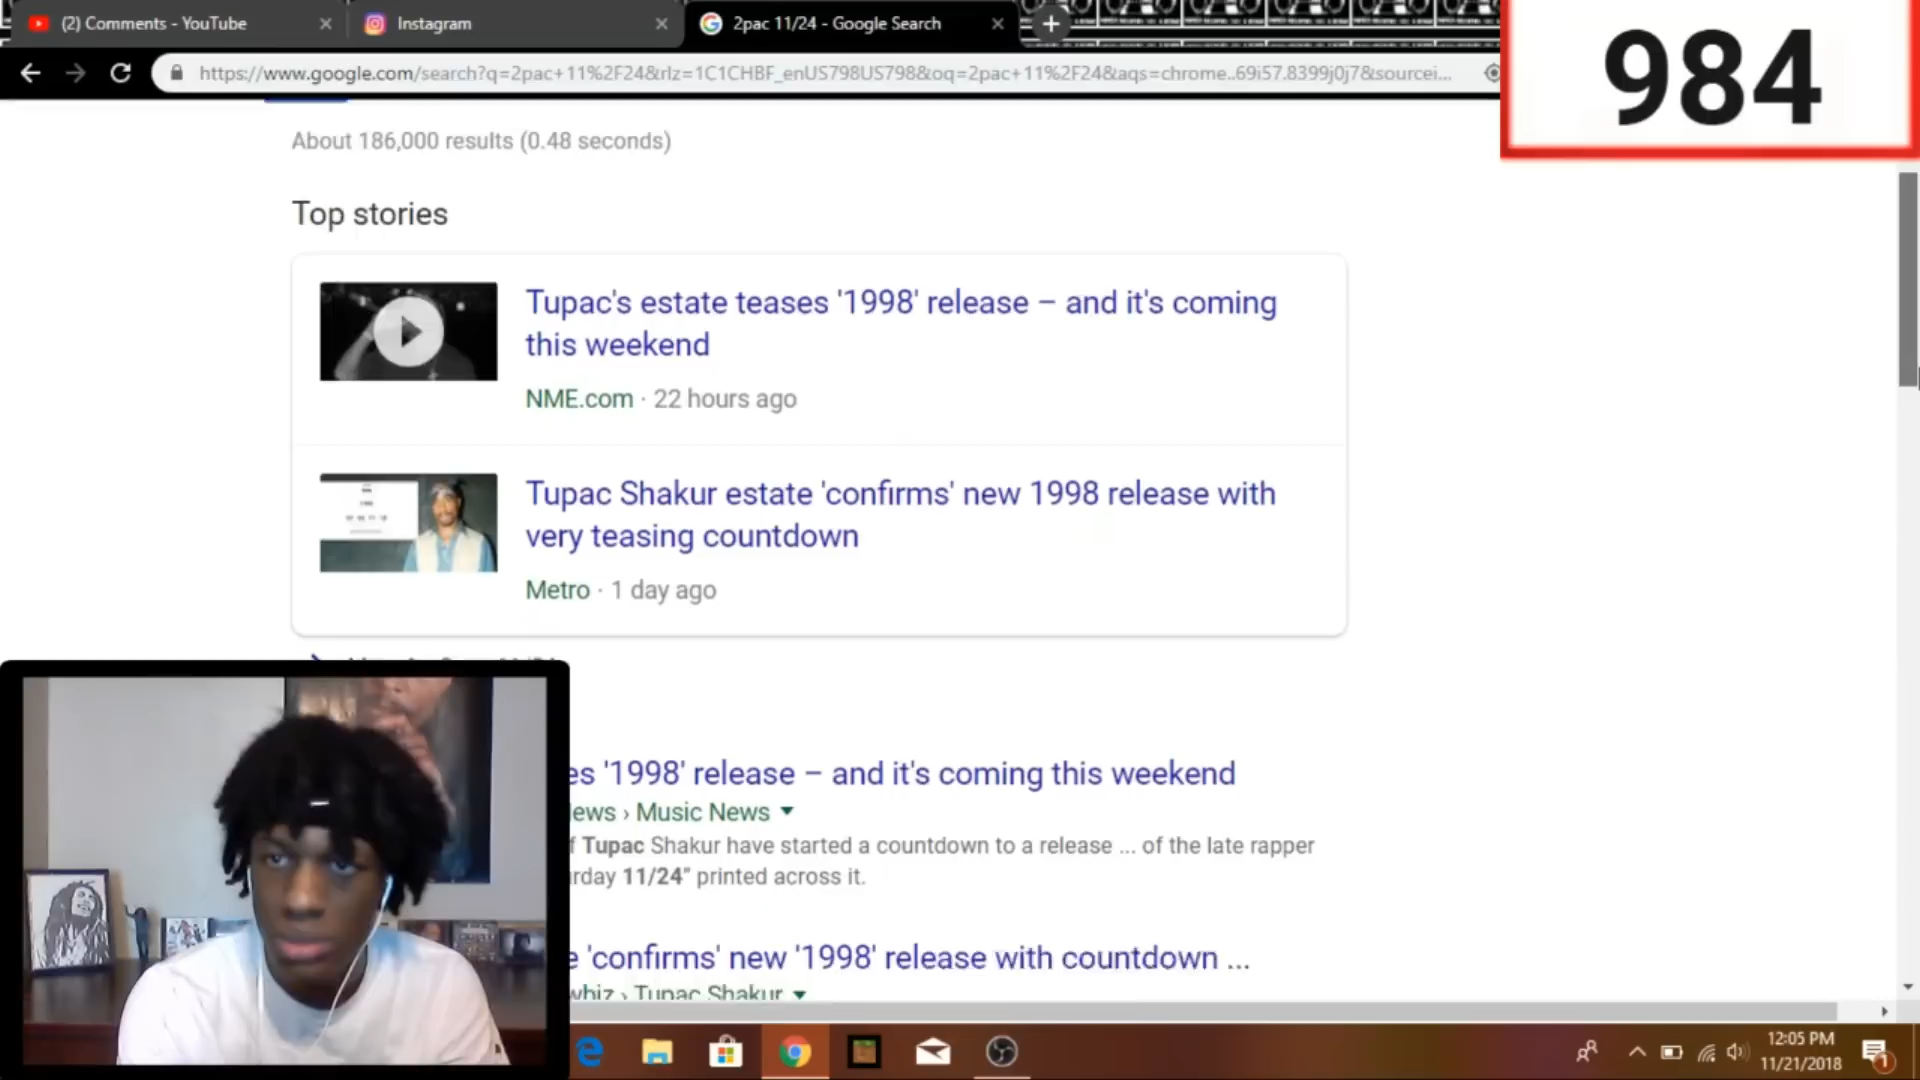 (2) Comments - YouTube
Instagram
2pac 11/24 - Google Search
984
https://www.google.com/search?q=2pac+11%2F24&rlz=1C1CHBF_enUS798US798&oq=2pac+11%2F24&aqs=chrome..69i57.8399j0j7&sourcei...
About 186,000 results (0.48 seconds)
Top stories
Tupac's estate teases '1998' release – and it's coming
this weekend
NME.com · 22 hours ago
Tupac Shakur estate 'confirms' new 1998 release with
very teasing countdown
Metro · 1 day ago
es '1998' release – and it's coming this weekend
› Music News
Tupac Shakur have started a countdown to a release ... of the late rapper
11/24" printed across it.
'confirms' new '1998' release with countdown ...
› Tupac Shakur
12:05 PM
11/21/2018
1